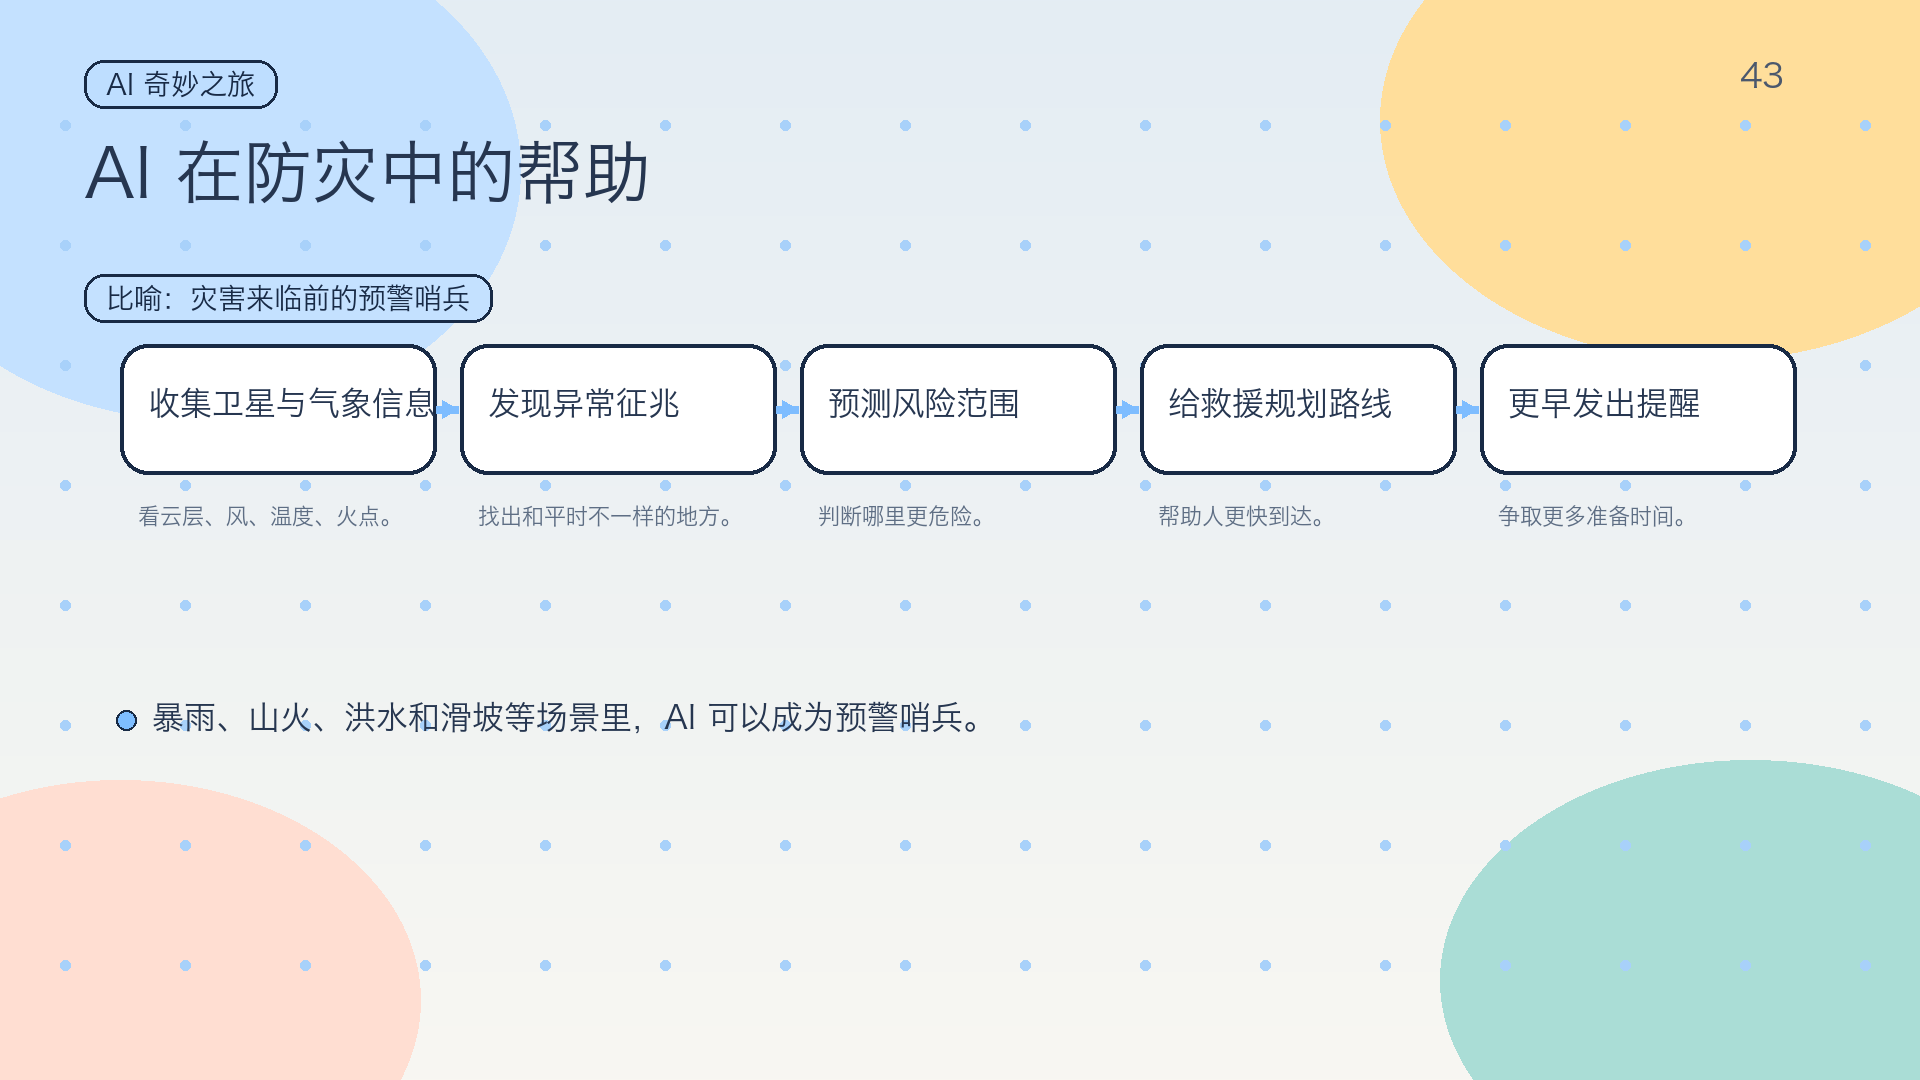 AI 奇妙之旅
43
AI 在防灾中的帮助
比喻：灾害来临前的预警哨兵
收集卫星与气象信息
发现异常征兆
预测风险范围
给救援规划路线
更早发出提醒
看云层、风、温度、火点。
找出和平时不一样的地方。
判断哪里更危险。
帮助人更快到达。
争取更多准备时间。
暴雨、山火、洪水和滑坡等场景里，AI 可以成为预警哨兵。